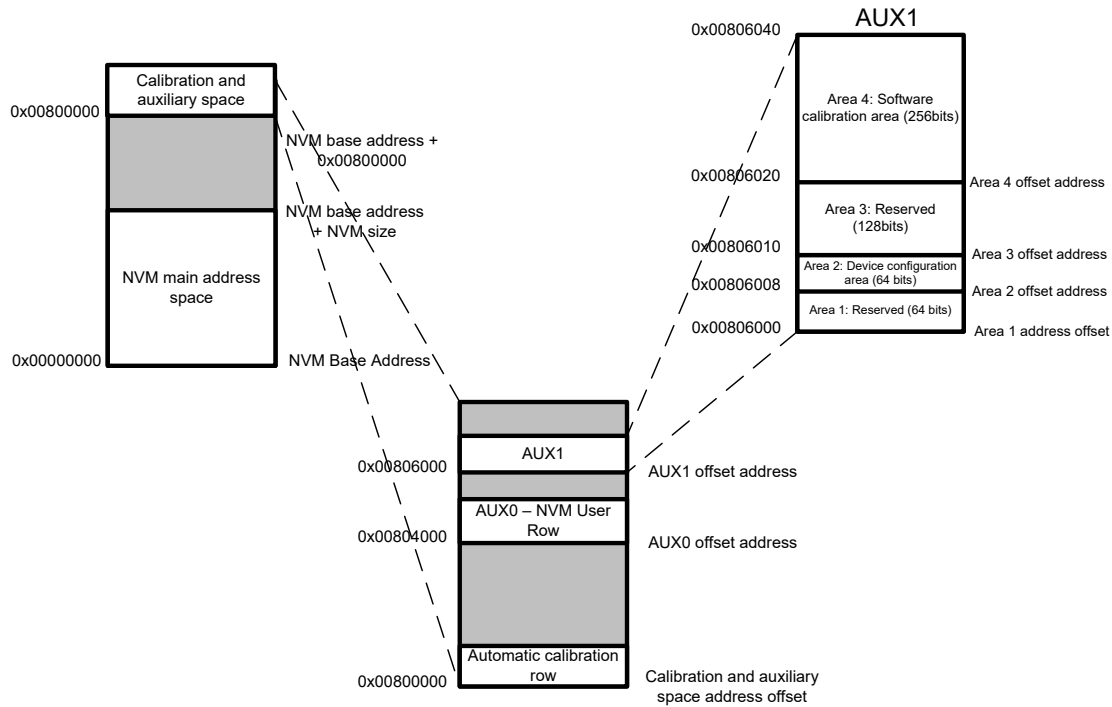 Calibration and
auxiliary space
0x00800000
NVM base address +
0x00800000
NVM base address
+ NVM size
NVM main address
space
0x00000000
NVM Base Address
AUX1
0x00806040
Area 4: Software
calibration area (256bits)
0x00806020
Area 4 offset address
Area 3: Reserved
(128bits)
0x00806010
Area 3 offset address
Area 2: Device configuration
area (64 bits)
0x00806008
Area 2 offset address
Area 1: Reserved (64 bits)
0x00806000
Area 1 address offset
AUX1
0x00806000
AUX1 offset address
AUX0 – NVM User
Row
0x00804000
AUX0 offset address
Automatic calibration
row
0x00800000
Calibration and auxiliary
space address offset